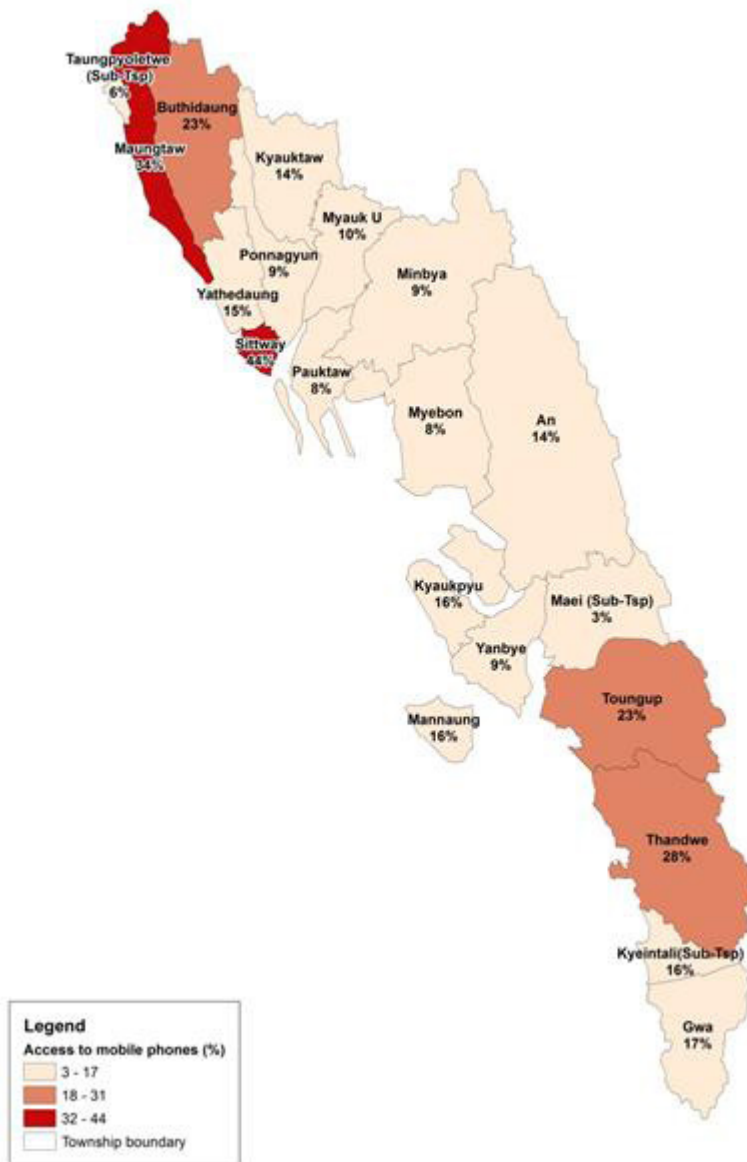 Taungpyoletwe
(Sub-Tsp)
6%
Buthidaung
23%
Maungtaw
34%
Kyauktaw
14%
Myauk U
10%
Ponnagyun
9%
Minbya
9%
Yathedaung
15%
Sittway
44%
Pauktaw
8%
Myebon
8%
An
14%
Kyaukpyu
16%
Maei (Sub-Tsp)
3%
Yanbye
9%
Toungup
23%
Mannaung
16%
Thandwe
28%
Kyeintali(Sub-Tsp)
16%
Gwa
17%
Legend
Access to mobile phones (%)
3 - 17
18 - 31
32 - 44
Township boundary